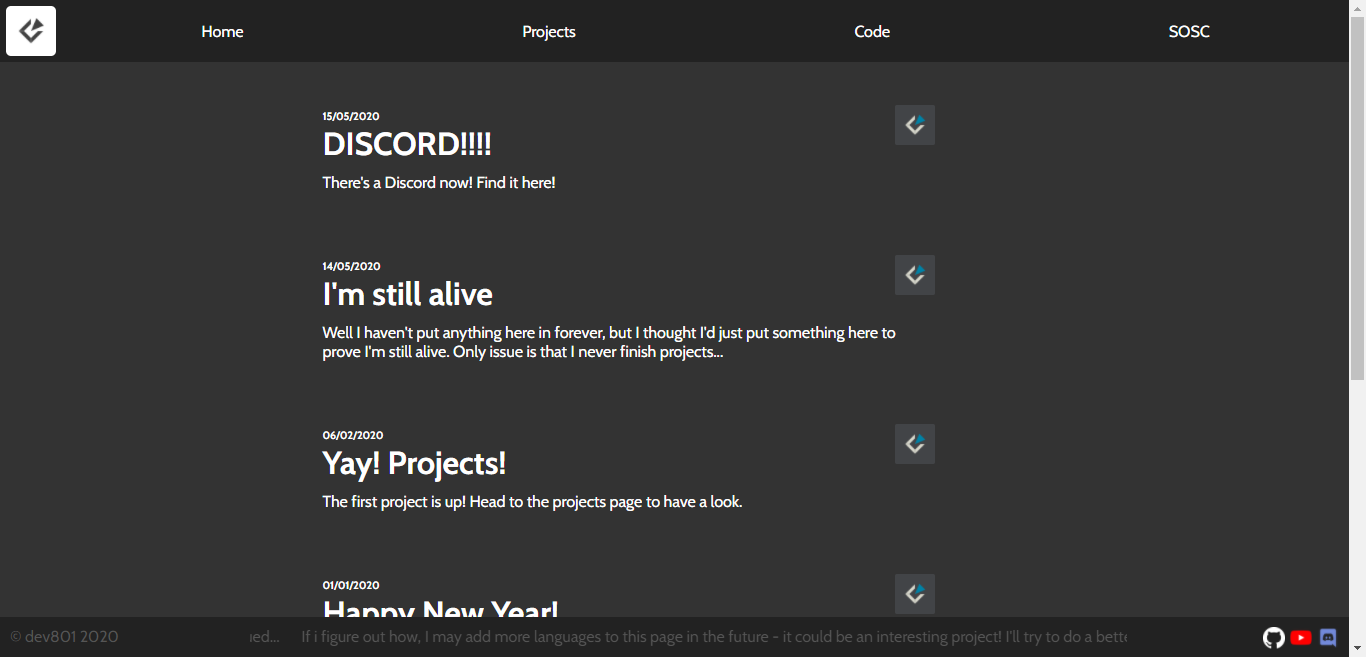 Home Projects Code SOSC
15/05/2020
DISCORD!!!!
There's a Discord now! Find it here!
14/05/2020
I'm still alive
Well I haven't put anything here in forever, but I thought I'd just put something here to
prove I'm still alive. Only issue is that I never finish projects...
06/02/2020
Yay! Projects!
The first project is up! Head to the projects page to have a look.
01/01/2020
Happy New Year!
© dev801 2020 If i figure out how, I may add more languages to this page in the future - it could be an interesting project! I'll try to do a